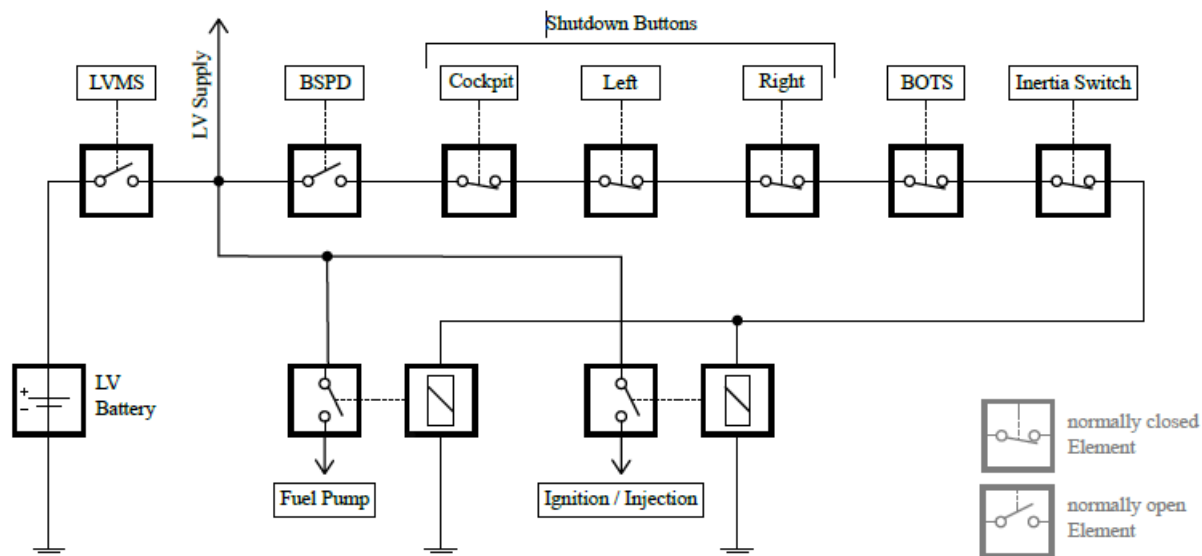 Shutdown Buttons
LVMS
LV Supply
BSPD
Cockpit
Left
Right
BOTS
Inertia Switch
+
-
LV
Battery
Fuel Pump
Ignition / Injection
normally closed
Element
normally open
Element